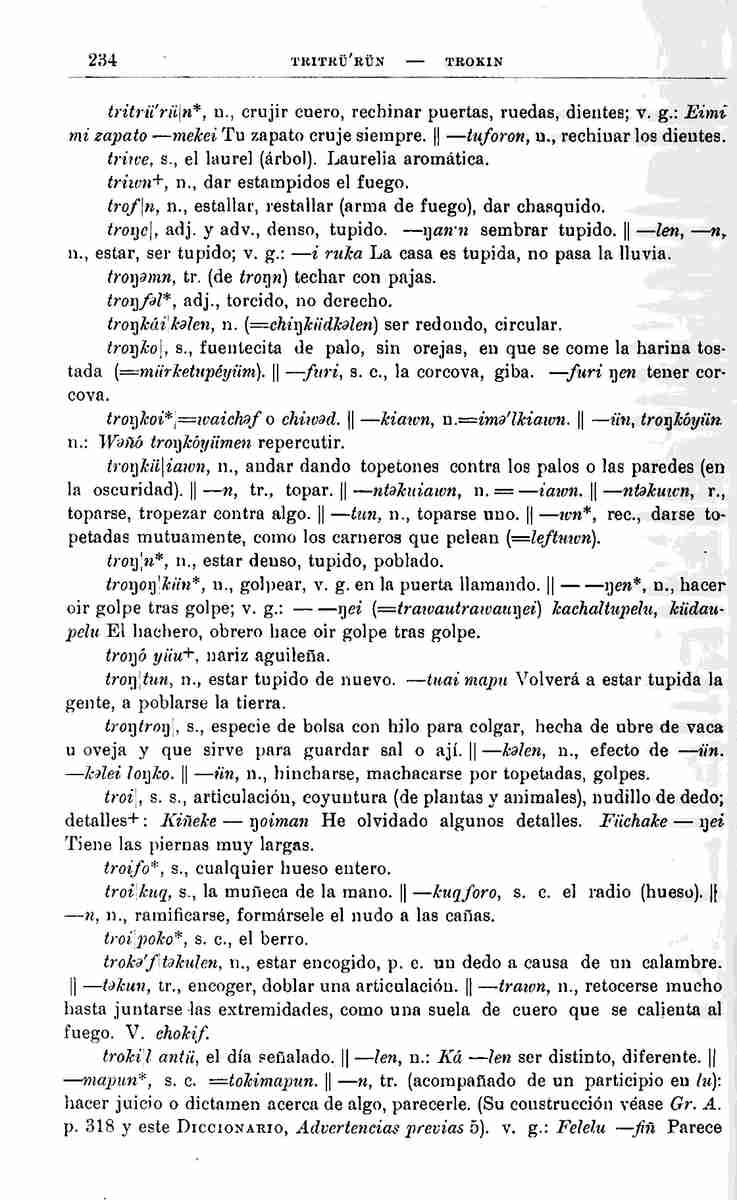 234 TRITRÜ'RÜN — TROKIN
tritrü'rü|n*, n., crujir cuero, rechinar puertas, ruedas, dientes; v. g.: Eimi
mi zapato —mekei Tu zapato cruje siempre. || —tuforon, n., rechinar los dientes.
triwe, s., el laurel (árbol). Laurelia aromática.
triwn+, n., dar estampidos el fuego.
trof|n, n., estallar, restallar (arma de fuego), dar chasquido.
troŋe|, adj. y adv., denso, tupido. —ŋan·n sembrar tupido. || —len, —n,
n., estar, ser tupido; v. g.: —i ruka La casa es tupida, no pasa la lluvia.
troŋəmn, tr. (de troŋn) techar con pajas.
troŋfəl*, adj., torcido, no derecho.
troŋkái|kəlen, n. (=chiŋküdkəlen) ser redondo, circular.
troŋko|, s., fuentecita de palo, sin orejas, en que se come la harina tos-
tada (=mürketupéyüm). || —furi, s. c., la corcova, giba. —furi ŋen tener cor-
cova.
troŋkoi*|=waichəf o chiwəd. || —kiawn, n.=imə'lkiawn. || —ün, troŋkóyün
n.: Wəñó troŋkóyümen repercutir.
troŋkü|iawn, n., andar dando topetones contra los palos o las paredes (en
la oscuridad). || —n, tr., topar. || —ntəkuiawn, n. = —iawn. || —ntəkuwn, r.,
toparse, tropezar contra algo. || —tun, n., toparse uno. || —wn*, rec., darse to-
petadas mutuamente, como los carneros que pelean (=leftuwn).
troŋ|n*, n., estar denso, tupido, poblado.
troŋoŋ|kün*, n., golpear, v. g. en la puerta llamando. || — —ŋen*, n., hacer
oir golpe tras golpe; v. g.: — —ŋei (=trawautrawauŋei) kachaltupelu, küdau-
pelu El hachero, obrero hace oir golpe tras golpe.
troŋó yüu+, nariz aguileña.
troŋ|tun, n., estar tupido de nuevo. —tuai mapu Volverá a estar tupida la
gente, a poblarse la tierra.
troŋtroŋ|, s., especie de bolsa con hilo para colgar, hecha de ubre de vaca
u oveja y que sirve para guardar sal o ají. || —kəlen, n., efecto de —ün.
—kəlei loŋko. || —ün, n., hincharse, machacarse por topetadas, golpes.
troi|, s. s., articulación, coyuntura (de plantas y animales), nudillo de dedo;
detalles+: Kiñeke — ŋoiman He olvidado algunos detalles. Füchake — ŋei
Tiene las piernas muy largas.
troifo*, s., cualquier hueso entero.
troi|kuq, s., la muñeca de la mano. || —kuqforo, s. c. el radio (hueso). ||
—n, n., ramificarse, formársele el nudo a las cañas.
troi|poko*, s. c., el berro.
trokə'f|təkulen, n., estar encogido, p. c. un dedo a causa de un calambre.
|| —təkun, tr., encoger, doblar una articulación. || —trawn, n., retocerse mucho
hasta juntarse las extremidades, como una suela de cuero que se calienta al
fuego. V. chokif.
troki|l antü, el día señalado. || —len, n.: Ká —len ser distinto, diferente. ||
—mapun*, s. c. =tokimapun. || —n, tr. (acompañado de un participio en lu):
hacer juicio o dictamen acerca de algo, parecerle. (Su construcción véase Gr. A.
p. 318 y este DICCIONARIO, Advertencias previas 5). v. g.: Felelu —fiñ Parece